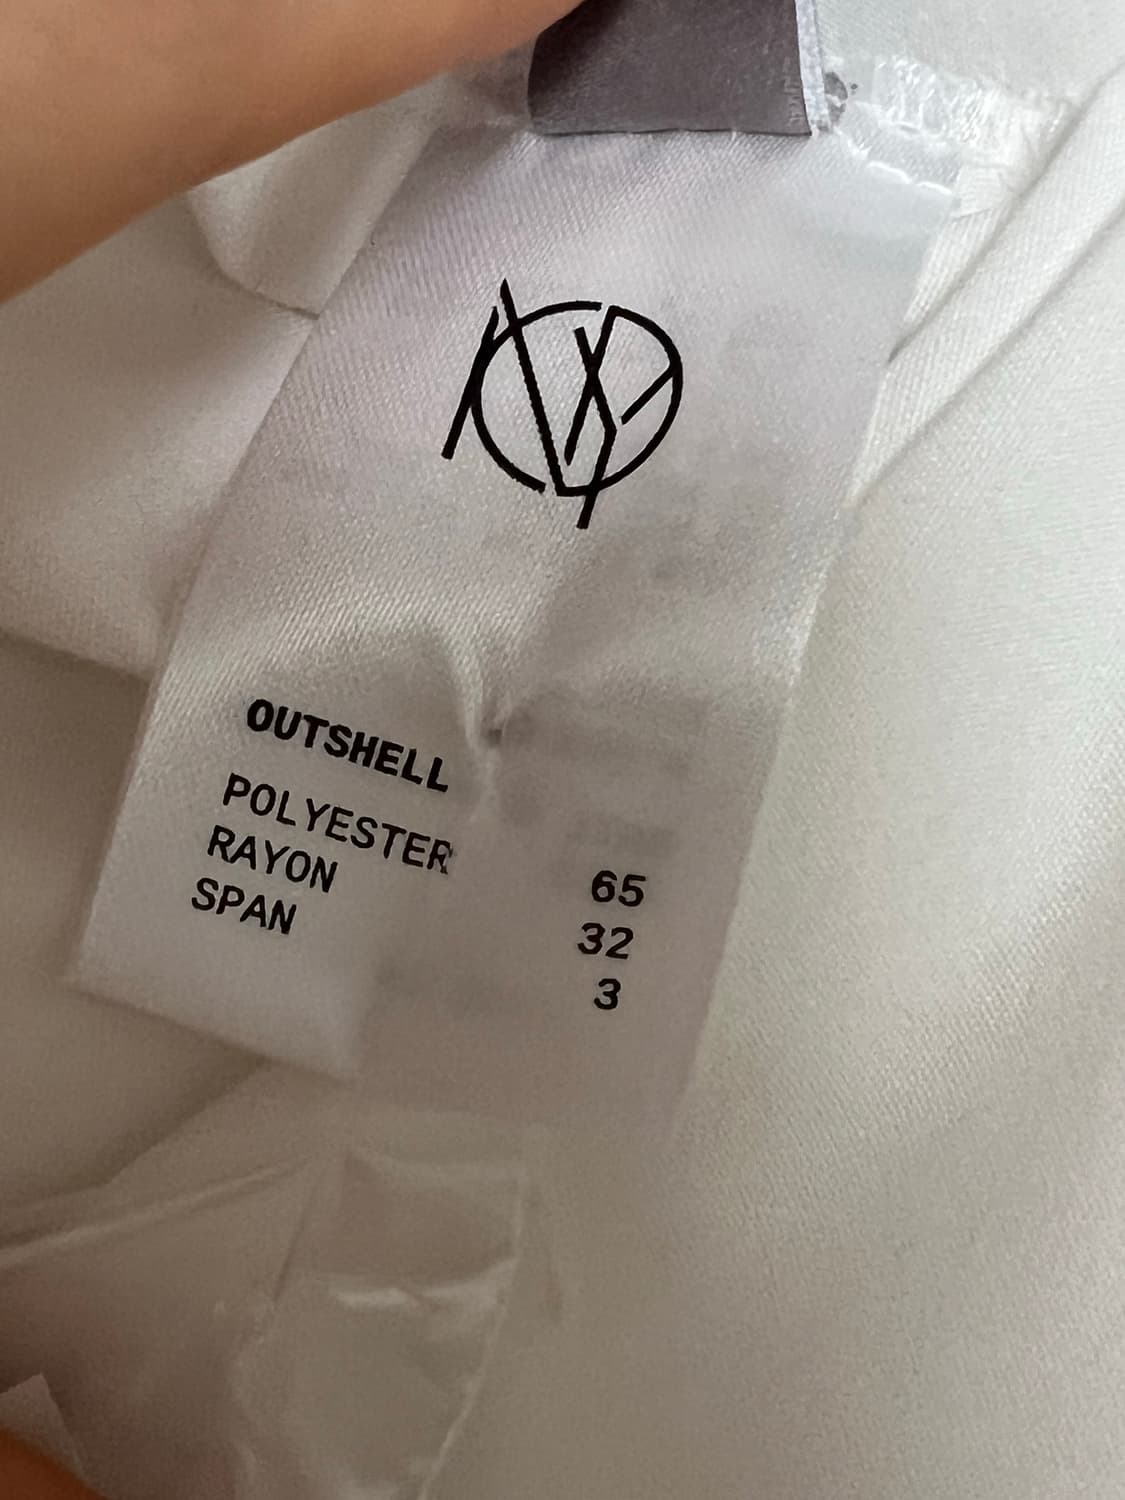 OUTSHELL
POLYESTER 65
RAYON 32
SPAN 3